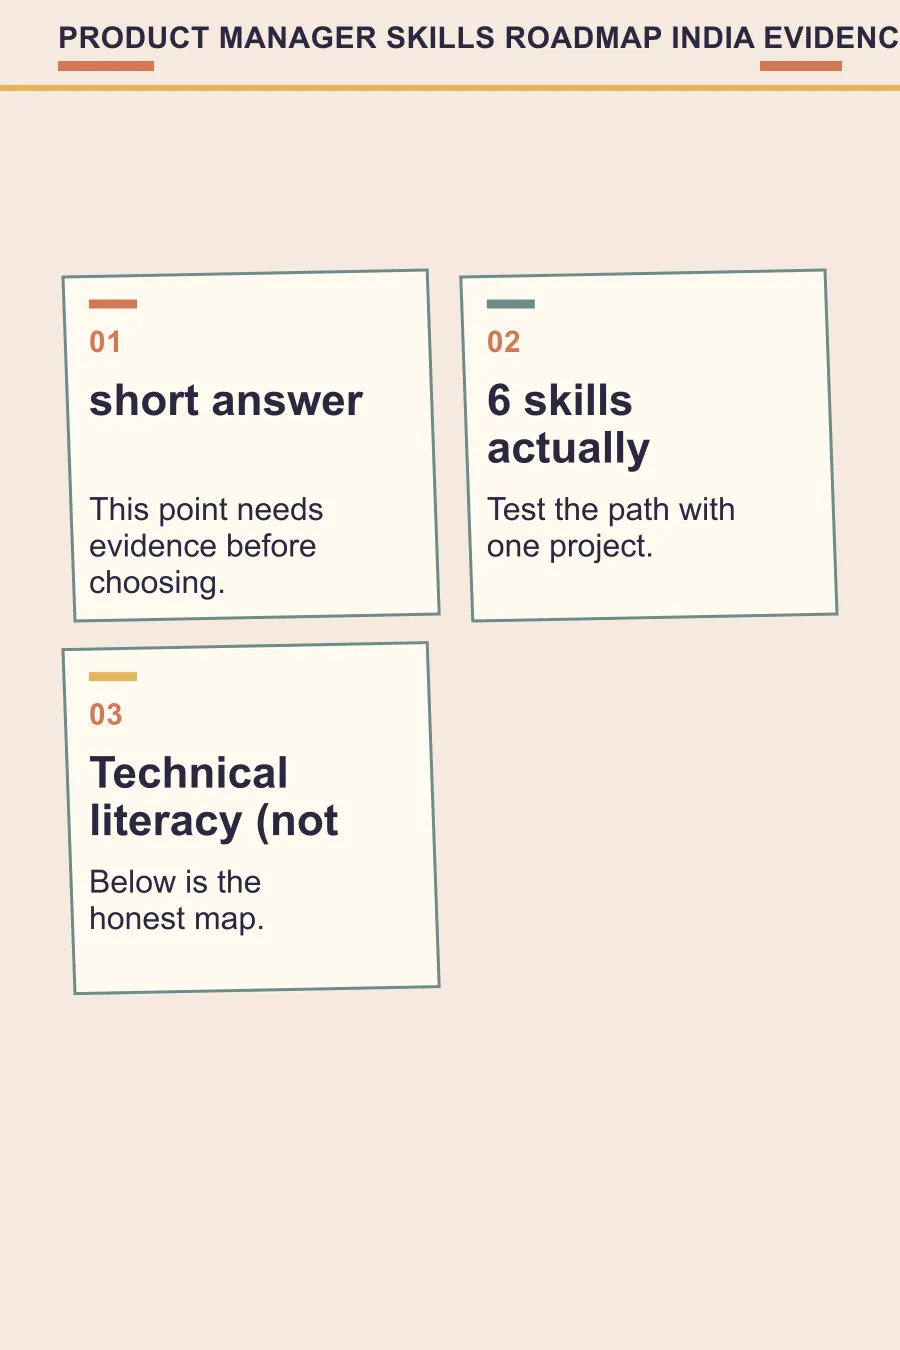 PRODUCT MANAGER SKILLS ROADMAP INDIA EVIDENC
01
short answer
This point needs
evidence before
choosing.
02
6 skills
actually
Test the path with
one project.
03
Technical
literacy (not
Below is the
honest map.